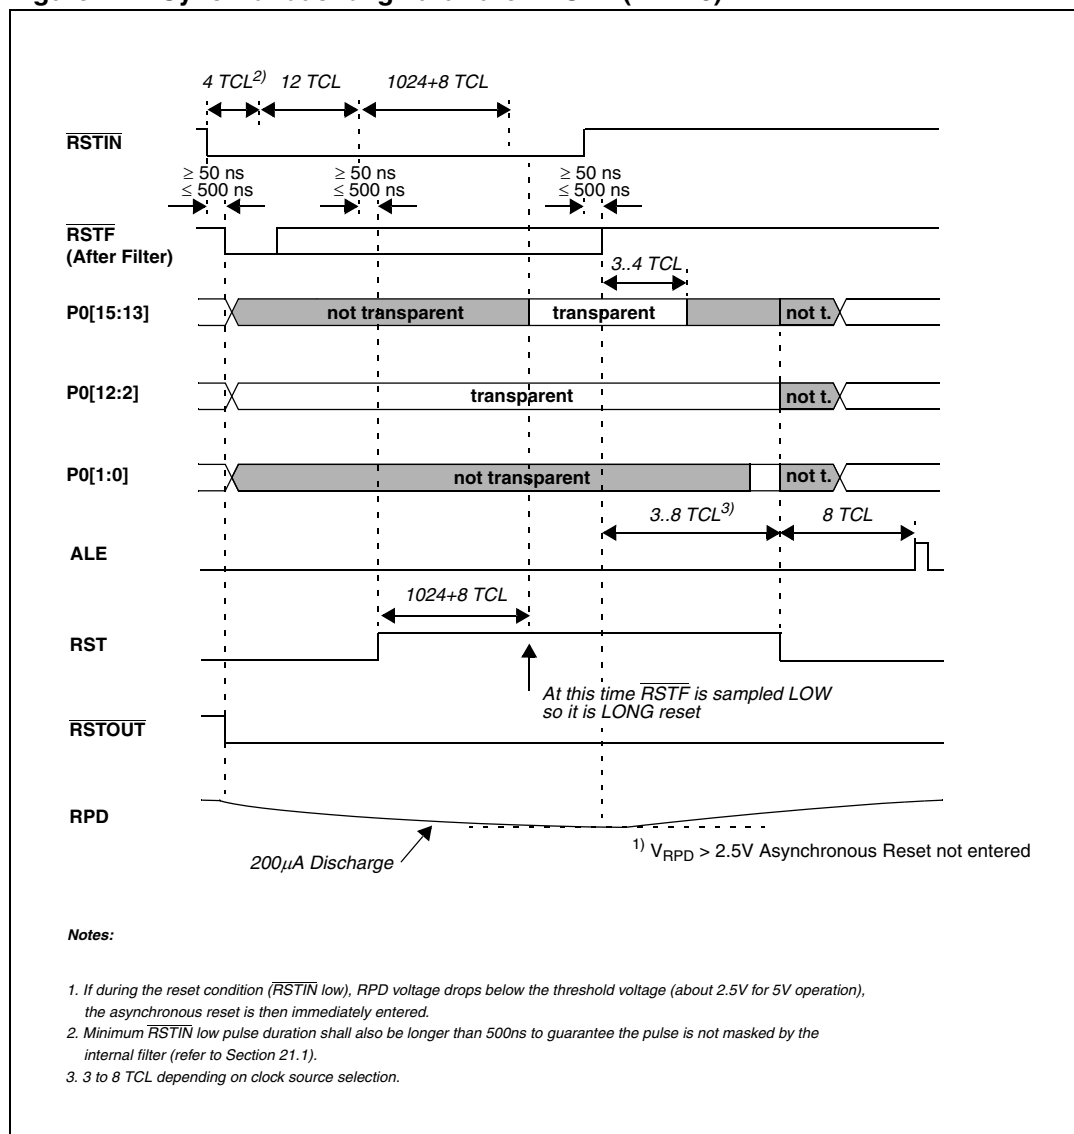 4 TCL2) 12 TCL 1024+8 TCL
RSTIN
≥ 50 ns ≥ 50 ns ≥ 50 ns
≤ 500 ns ≤ 500 ns ≤ 500 ns
RSTF
(After Filter)
3..4 TCL
P0[15:13] not transparent transparent not t.
P0[12:2] transparent not t.
P0[1:0] not transparent not t.
3..8 TCL3) 8 TCL
ALE
1024+8 TCL
RST
At this time RSTF is sampled LOW
so it is LONG reset
RSTOUT
RPD
200µA Discharge
1) VRPD > 2.5V Asynchronous Reset not entered
Notes:
1. If during the reset condition (RSTIN low), RPD voltage drops below the threshold voltage (about 2.5V for 5V operation),
the asynchronous reset is then immediately entered.
2. Minimum RSTIN low pulse duration shall also be longer than 500ns to guarantee the pulse is not masked by the
internal filter (refer to Section 21.1).
3. 3 to 8 TCL depending on clock source selection.